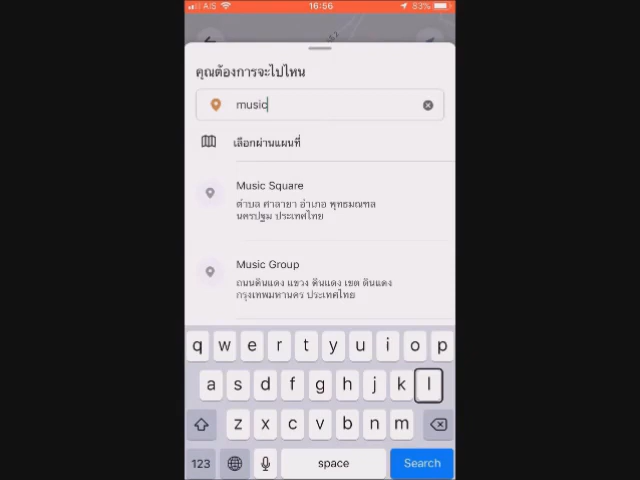 AIS 16:56 83%
คุณต้องการจะไปไหน
music
เลือกผ่านแผนที่
Music Square
ตำบล ศาลายา อำเภอ พุทธมณฑล
นครปฐม ประเทศไทย
Music Group
ถนนดินแดง แขวง ดินแดง เขต ดินแดง
กรุงเทพมหานคร ประเทศไทย
q w e r t y u i o p
a s d f g h j k l
z x c v b n m
123 space Search